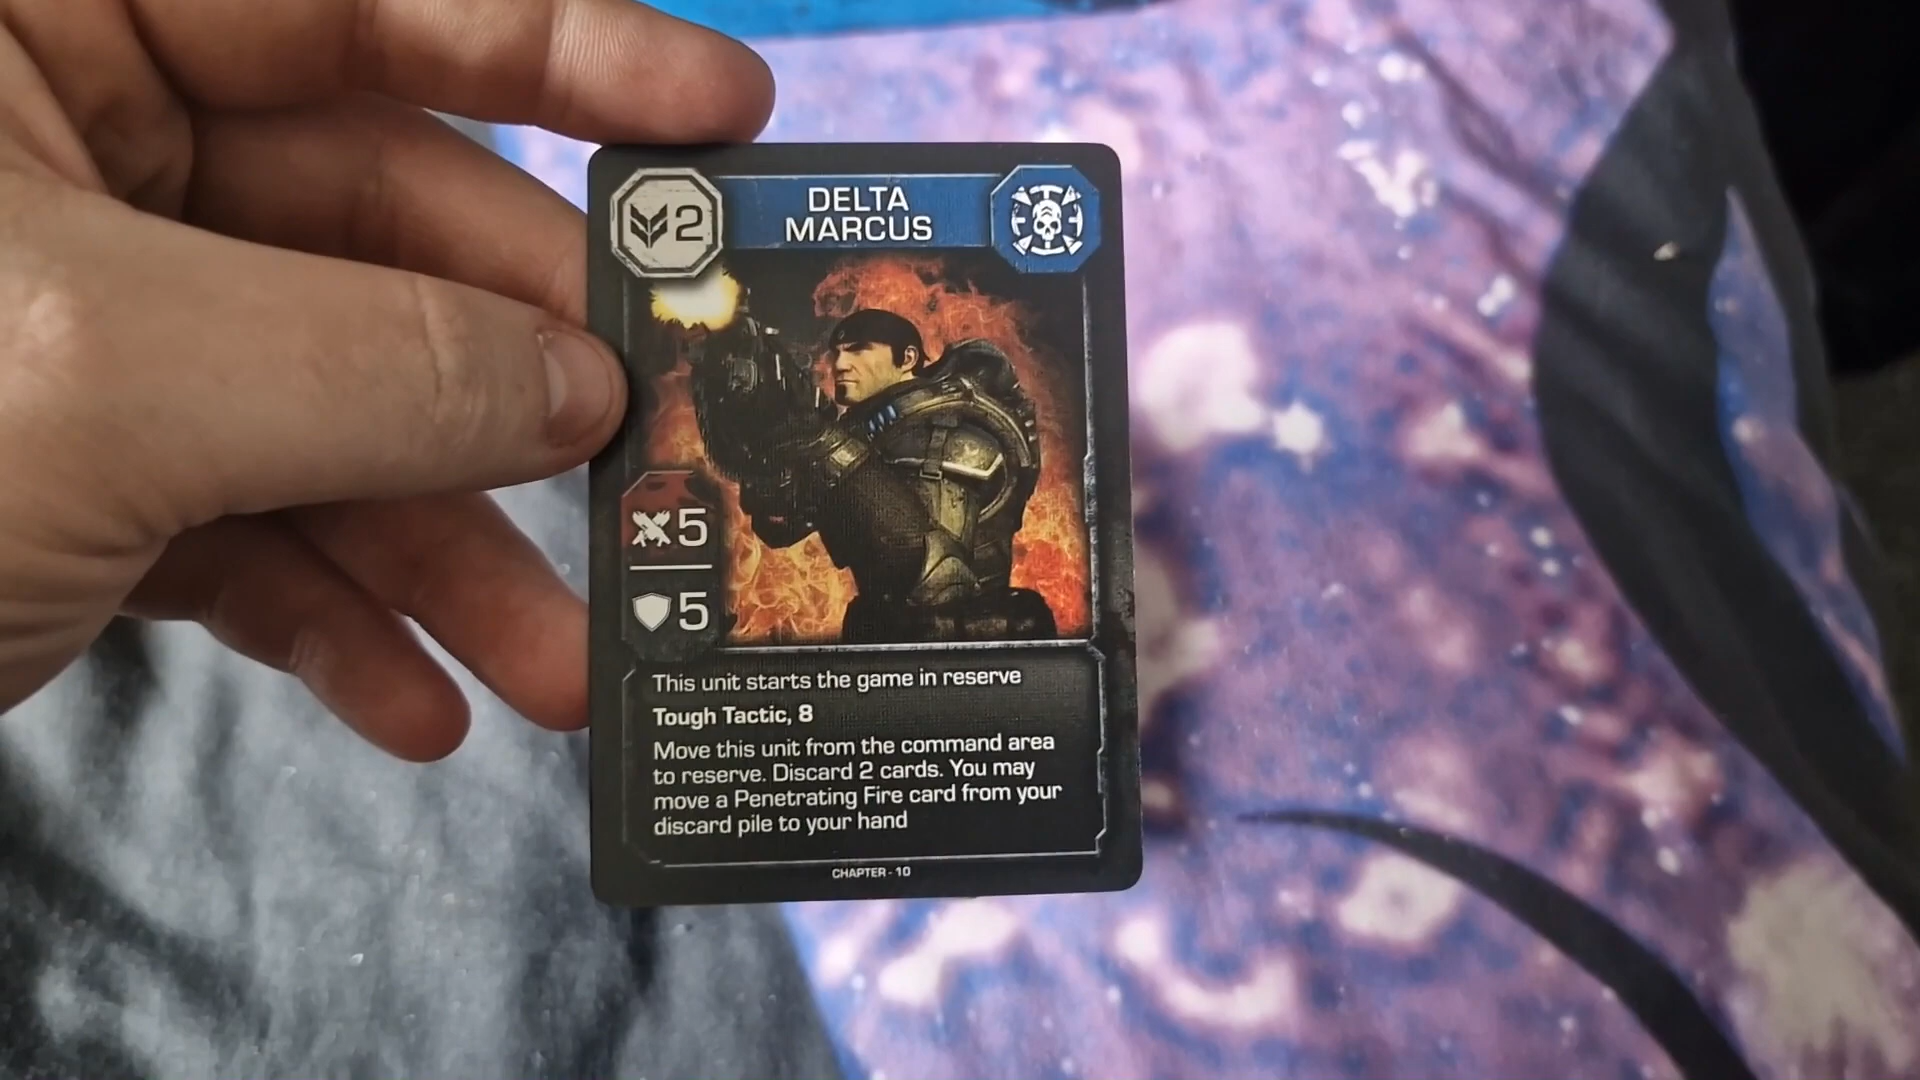 2
DELTA
MARCUS
5
5
This unit starts the game in reserve
Tough Tactic, 8
Move this unit from the command area
to reserve. Discard 2 cards. You may
move a Penetrating Fire card from your
discard pile to your hand
CHAPTER - 10